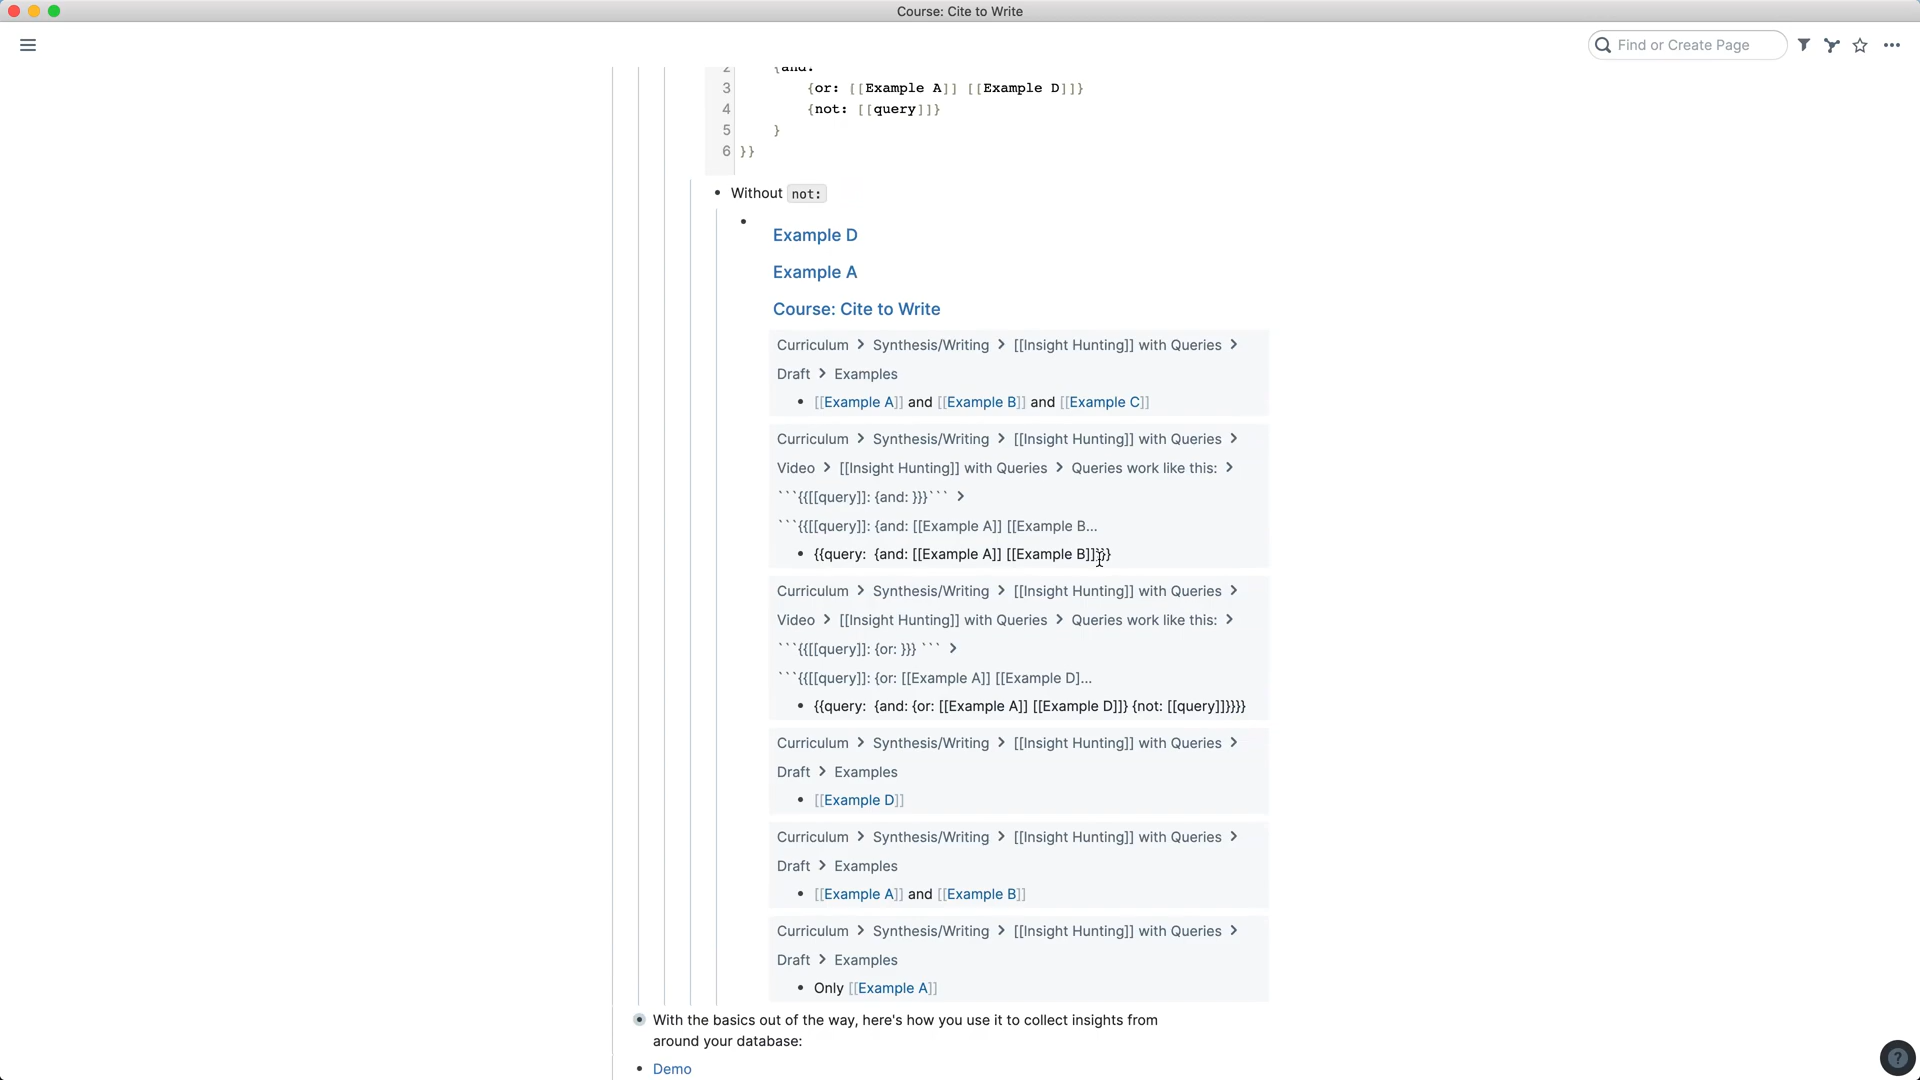 Course: Cite to Write
Find or Create Page
2 {and:
3 {or: [[Example A]] [[Example D]]}
4 {not: [[query]]}
5 }
6 }}
Without not:
Example D
Example A
Course: Cite to Write
Curriculum > Synthesis/Writing > [[Insight Hunting]] with Queries >
Draft > Examples
[[Example A]] and [[Example B]] and [[Example C]]
Curriculum > Synthesis/Writing > [[Insight Hunting]] with Queries >
Video > [[Insight Hunting]] with Queries > Queries work like this: >
```{{[[query]]: {and: }}}``` >
```{{[[query]]: {and: [[Example A]] [[Example B...
{{query:  {and: [[Example A]] [[Example B]]}}}
Curriculum > Synthesis/Writing > [[Insight Hunting]] with Queries >
Video > [[Insight Hunting]] with Queries > Queries work like this: >
```{{[[query]]: {or: }}} ``` >
```{{[[query]]: {or: [[Example A]] [[Example D]...
{{query:  {and: {or: [[Example A]] [[Example D]]} {not: [[query]]}}}}
Curriculum > Synthesis/Writing > [[Insight Hunting]] with Queries >
Draft > Examples
[[Example D]]
Curriculum > Synthesis/Writing > [[Insight Hunting]] with Queries >
Draft > Examples
[[Example A]] and [[Example B]]
Curriculum > Synthesis/Writing > [[Insight Hunting]] with Queries >
Draft > Examples
Only [[Example A]]
With the basics out of the way, here's how you use it to collect insights from
around your database:
Demo
?